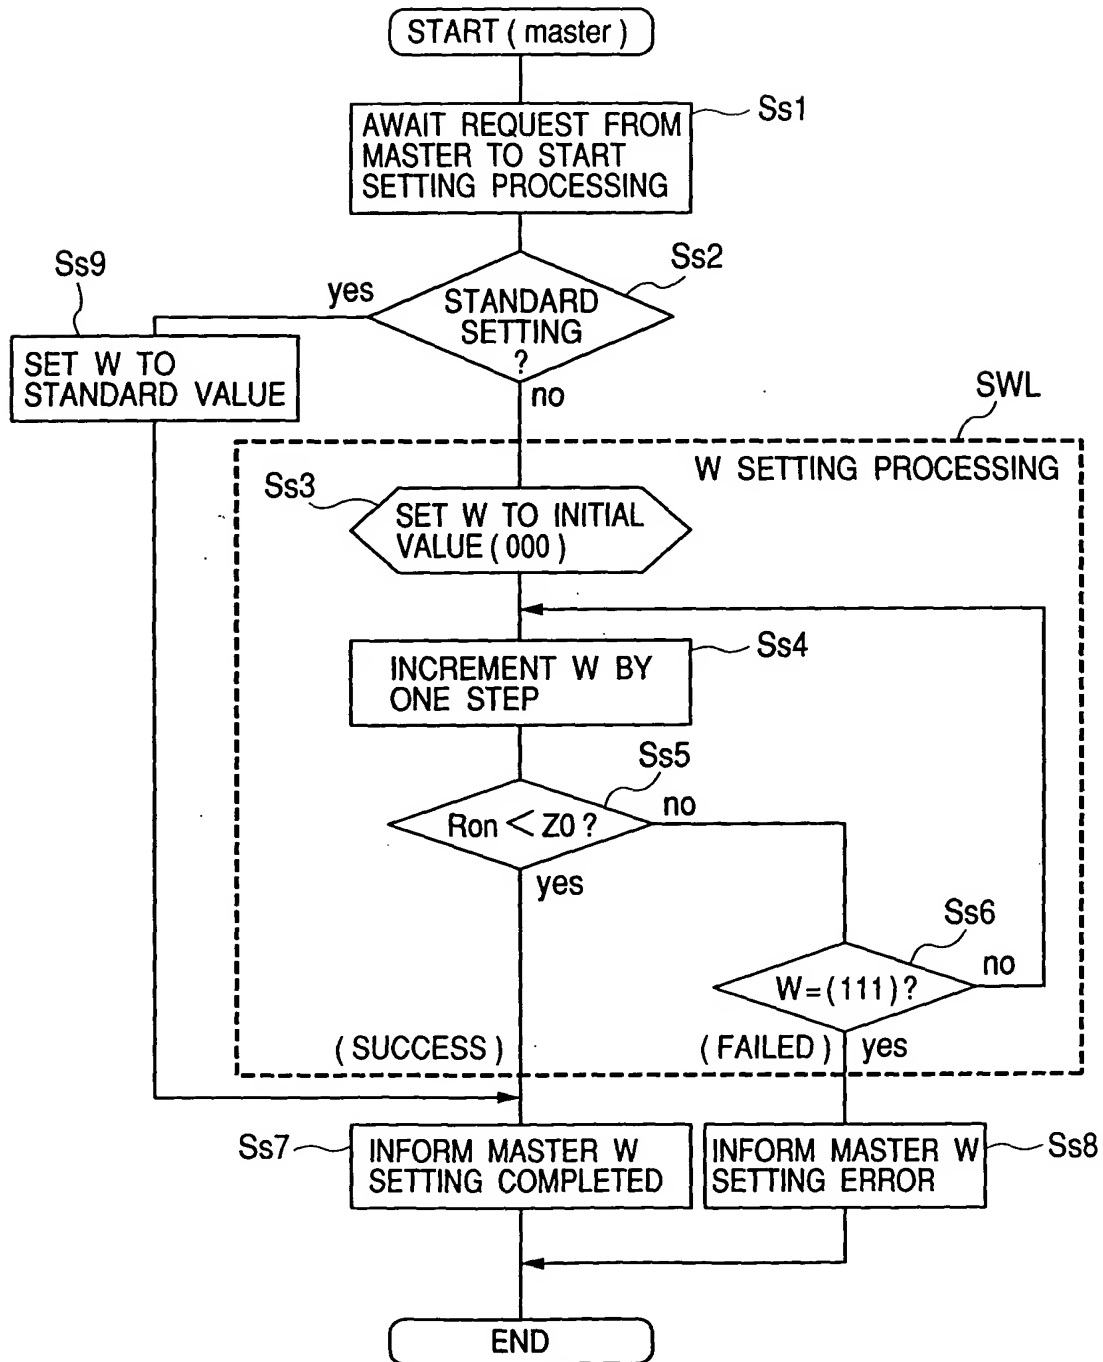 START ( master )
Ss1
AWAIT REQUEST FROM
MASTER TO START
SETTING PROCESSING
Ss9
Ss2
yes
STANDARD
SETTING
?
SET W TO
STANDARD VALUE
no
SWL
W SETTING PROCESSING
Ss3
SET W TO INITIAL
VALUE ( 000 )
Ss4
INCREMENT W BY
ONE STEP
Ss5
Ron < Z0 ?
no
yes
Ss6
W = ( 111 ) ?
no
( SUCCESS )
( FAILED )
yes
Ss7
INFORM MASTER W
SETTING COMPLETED
INFORM MASTER W
SETTING ERROR
Ss8
END